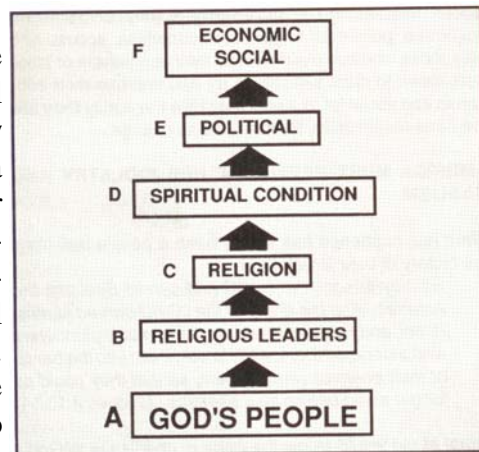 F ECONOMIC
SOCIAL
E POLITICAL
D SPIRITUAL CONDITION
C RELIGION
B RELIGIOUS LEADERS
A GOD'S PEOPLE